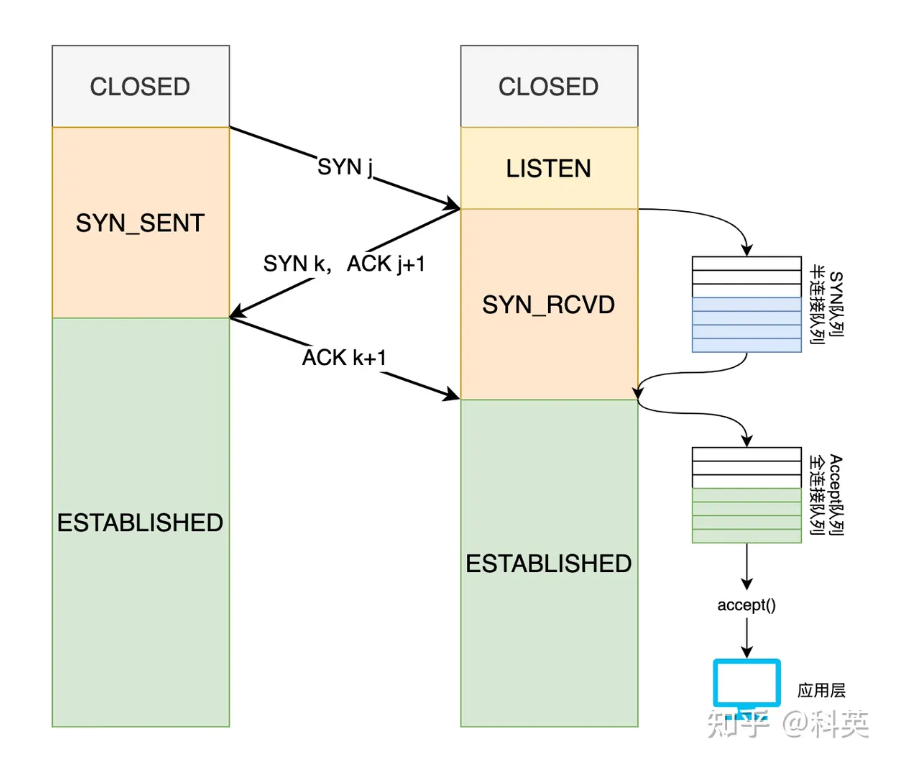 CLOSED
CLOSED
SYN j
LISTEN
SYN_SENT
SYN k, ACK j+1
SYN_RCVD
SYN队列
半连接队列
ACK k+1
Accept队列
全连接队列
ESTABLISHED
ESTABLISHED
accept()
应用层
知乎 @科英